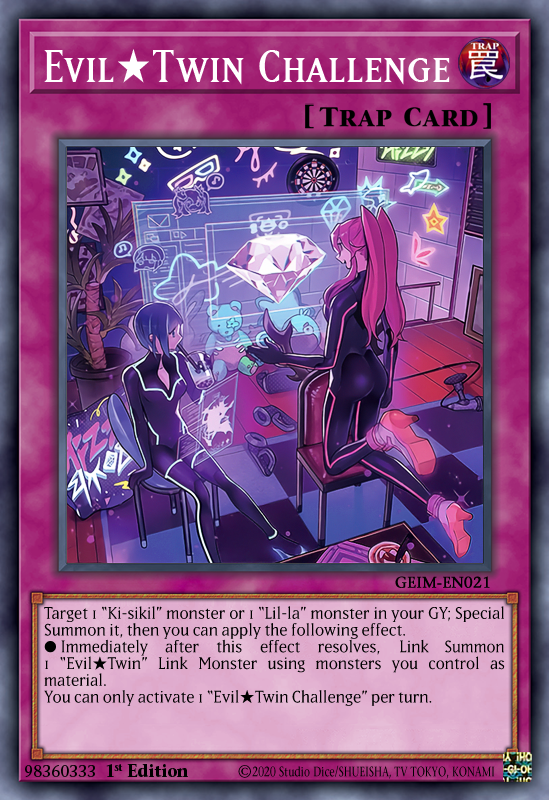 EVIL★TWIN CHALLENGE
TRAP
罠
[TRAP CARD]
GEIM-EN021
Target 1 "Ki-sikil" monster or 1 "Lil-la" monster in your GY; Special
Summon it, then you can apply the following effect.
●Immediately after this effect resolves, Link Summon
1 "Evil★Twin" Link Monster using monsters you control as
material.
You can only activate 1 "Evil★Twin Challenge" per turn.
98360333 1st Edition ©2020 Studio Dice/SHUEISHA, TV TOKYO, KONAMI